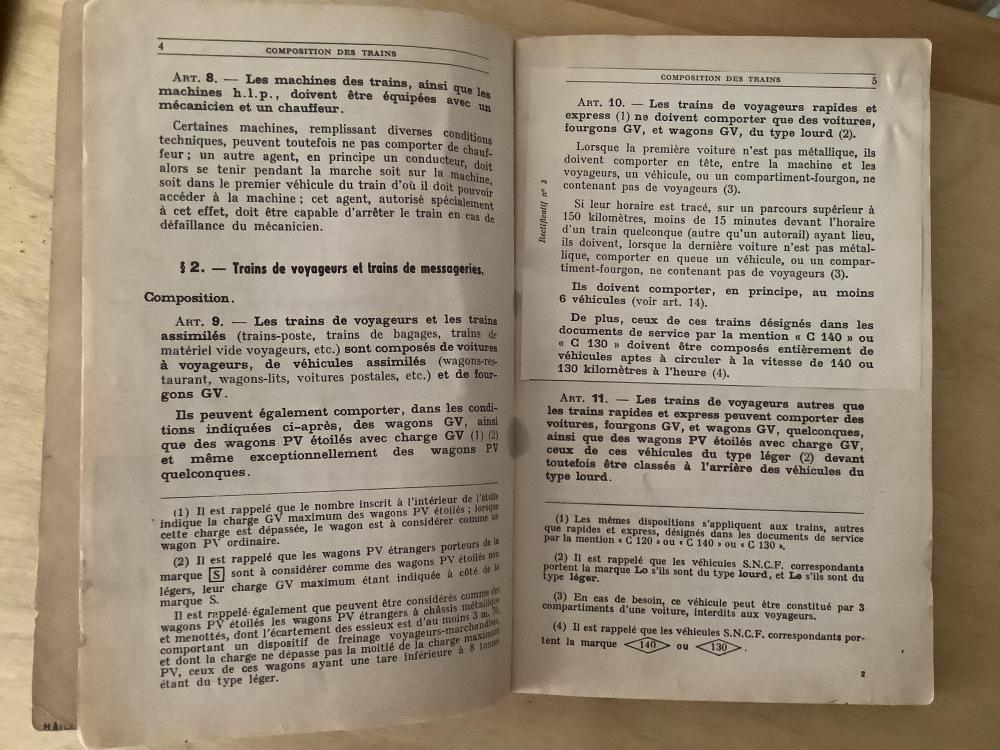 4
COMPOSITION DES TRAINS
ART. 8. — Les machines des trains, ainsi que les
machines h.l.p., doivent être équipées avec un
mécanicien et un chauffeur.
Certaines machines, remplissant diverses conditions
techniques, peuvent toutefois ne pas comporter de chauf-
feur ; un autre agent, en principe un conducteur, doit
alors se tenir pendant la marche soit sur la machine,
soit dans le premier véhicule du train d'où il doit pouvoir
accéder à la machine ; cet agent, autorisé spécialement
à cet effet, doit être capable d'arrêter le train en cas de
défaillance du mécanicien.
§ 2. — Trains de voyageurs et trains de messageries.
Composition.
ART. 9. — Les trains de voyageurs et les trains
assimilés (trains-poste, trains de bagages, trains de
matériel vide voyageurs, etc.) sont composés de voitures
à voyageurs, de véhicules assimilés (wagons-res-
taurant, wagons-lits, voitures postales, etc.) et de four-
gons GV.
Ils peuvent également comporter, dans les condi-
tions indiquées ci-après, des wagons GV, ainsi
que des wagons PV étoilés avec charge GV (1) (2)
et même exceptionnellement des wagons PV
quelconques.
(1) Il est rappelé que le nombre inscrit à l'intérieur de l'étoile
indique la charge GV maximum des wagons PV étoilés ; lorsque
cette charge est dépassée, le wagon est à considérer comme un
wagon PV ordinaire.
(2) Il est rappelé que les wagons PV étrangers porteurs de la
marque S sont à considérer comme des wagons PV étoilés non
légers, leur charge GV maximum étant indiquée à côté de la
marque S.
Il est rappelé également que peuvent être considérés comme des
wagons PV étoilés les wagons PV étrangers à châssis métallique
et menottés, dont l'écartement des essieux est d'au moins 3 m. 70,
comportant un dispositif de freinage voyageurs-marchandises,
et dont la charge ne dépasse pas la moitié de la charge maximum
PV, ceux de ces wagons ayant une tare inférieure à 8 tonnes
étant du type léger.
COMPOSITION DES TRAINS
5
ART. 10. — Les trains de voyageurs rapides et
express (1) ne doivent comporter que des voitures,
fourgons GV, et wagons GV, du type lourd (2).
Lorsque la première voiture n'est pas métallique, ils
doivent comporter en tête, entre la machine et les
voyageurs, un véhicule, ou un compartiment-fourgon, ne
contenant pas de voyageurs (3).
Rectificatif n° 3
Si leur horaire est tracé, sur un parcours supérieur à
150 kilomètres, moins de 15 minutes devant l'horaire
d'un train quelconque (autre qu'un autorail) ayant lieu,
ils doivent, lorsque la dernière voiture n'est pas métal-
lique, comporter en queue un véhicule, ou un compar-
timent-fourgon, ne contenant pas de voyageurs (3).
Ils doivent comporter, en principe, au moins
6 véhicules (voir art. 14).
De plus, ceux de ces trains désignés dans les
documents de service par la mention « C 140 » ou
« C 130 » doivent être composés entièrement de
véhicules aptes à circuler à la vitesse de 140 ou
130 kilomètres à l'heure (4).
ART. 11. — Les trains de voyageurs autres que
les trains rapides et express peuvent comporter des
voitures, fourgons GV, et wagons GV, quelconques,
ainsi que des wagons PV étoilés avec charge GV,
ceux de ces véhicules du type léger (2) devant
toutefois être classés à l'arrière des véhicules du
type lourd.
(1) Les mêmes dispositions s'appliquent aux trains, autres
que rapides et express, désignés dans les documents de service
par la mention « C 120 » ou « C 140 » ou « C 130 ».
(2) Il est rappelé que les véhicules S.N.C.F. correspondants
portent la marque Lo s'ils sont du type lourd, et Le s'ils sont du
type léger.
(3) En cas de besoin, ce véhicule peut être constitué par 3
compartiments d'une voiture, interdits aux voyageurs.
(4) Il est rappelé que les véhicules S.N.C.F. correspondants por-
tent la marque 140 ou 130.
2